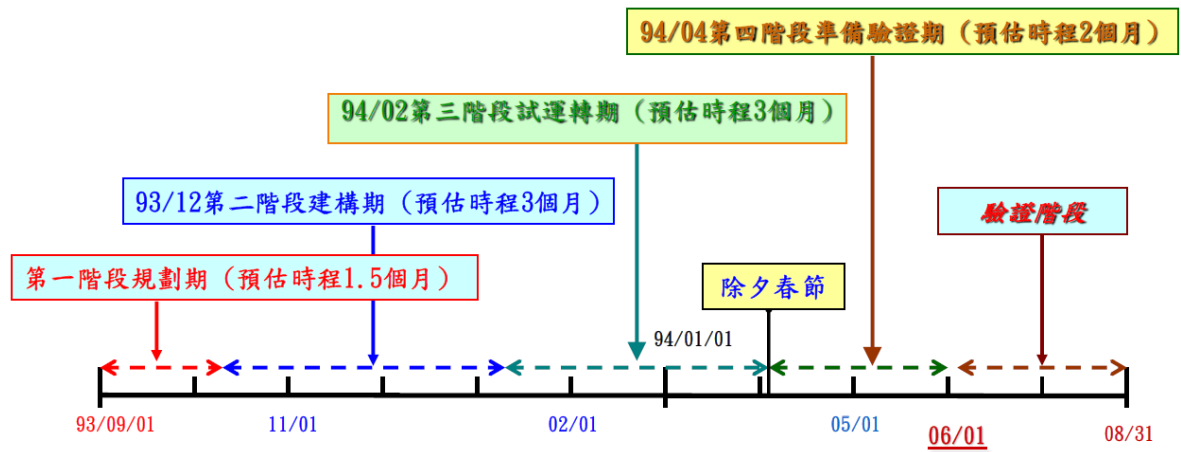 94/04第四階段準備驗證期（預估時程2個月）
94/02第三階段試運轉期（預估時程3個月）
93/12第二階段建構期（預估時程3個月）
驗證階段
第一階段規劃期（預估時程1.5個月）
除夕春節
94/01/01
93/09/01
11/01
02/01
05/01
06/01
08/31